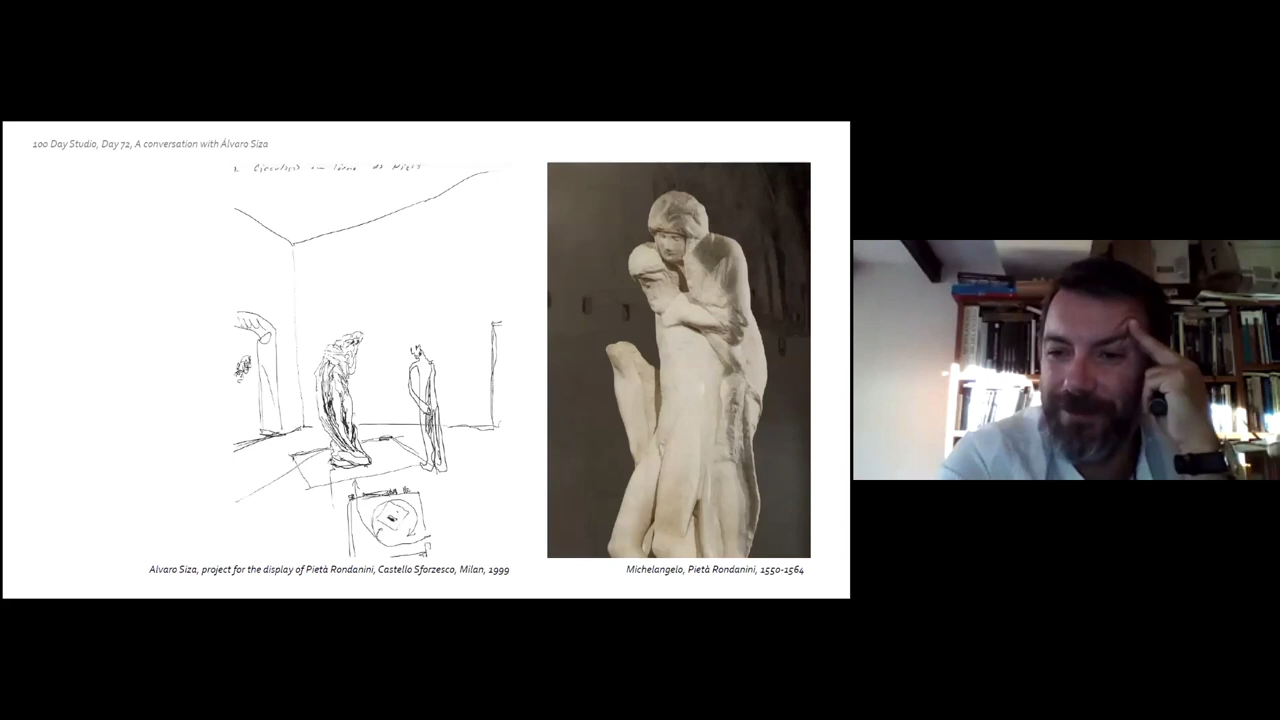 100 Day Studio, Day 72, A conversation with Álvaro Siza
Alvaro Siza, project for the display of Pietà Rondanini, Castello Sforzesco, Milan, 1999
Michelangelo, Pietà Rondanini, 1550-1564